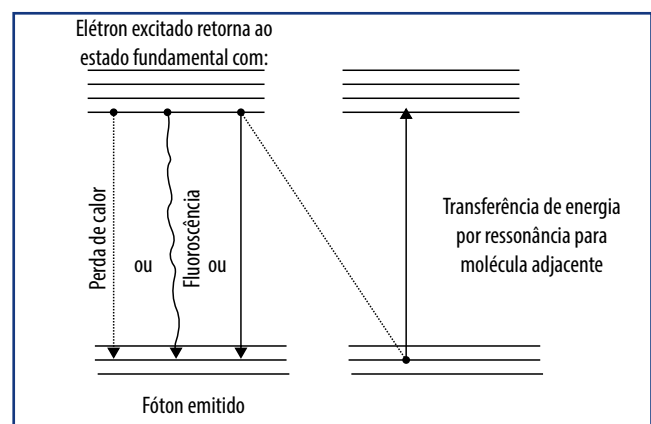 Elétron excitado retorna ao
estado fundamental com:
Perda de calor
ou
Fluoroscência
ou
Transferência de energia
por ressonância para
molécula adjacente
Fóton emitido